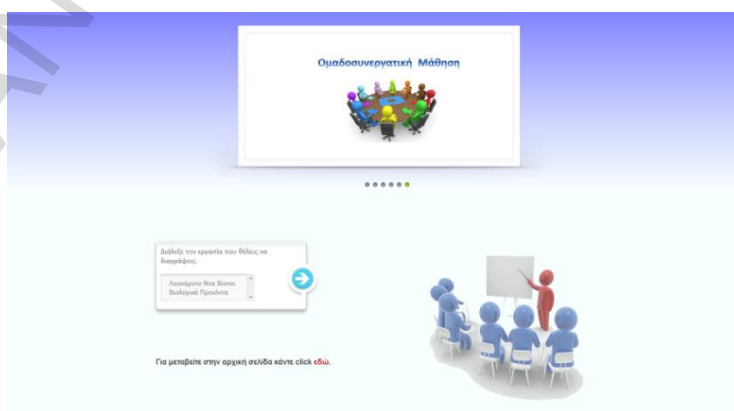 Ομαδοσυνεργατική Μάθηση
Διάλεξε την εργασία που θέλεις να
διαγράψεις.
Λεονάρντο Ντα Βίντσι
Βιολογικά Προιόντα
Για μεταβείτε στην αρχική σελίδα κάντε click εδώ.